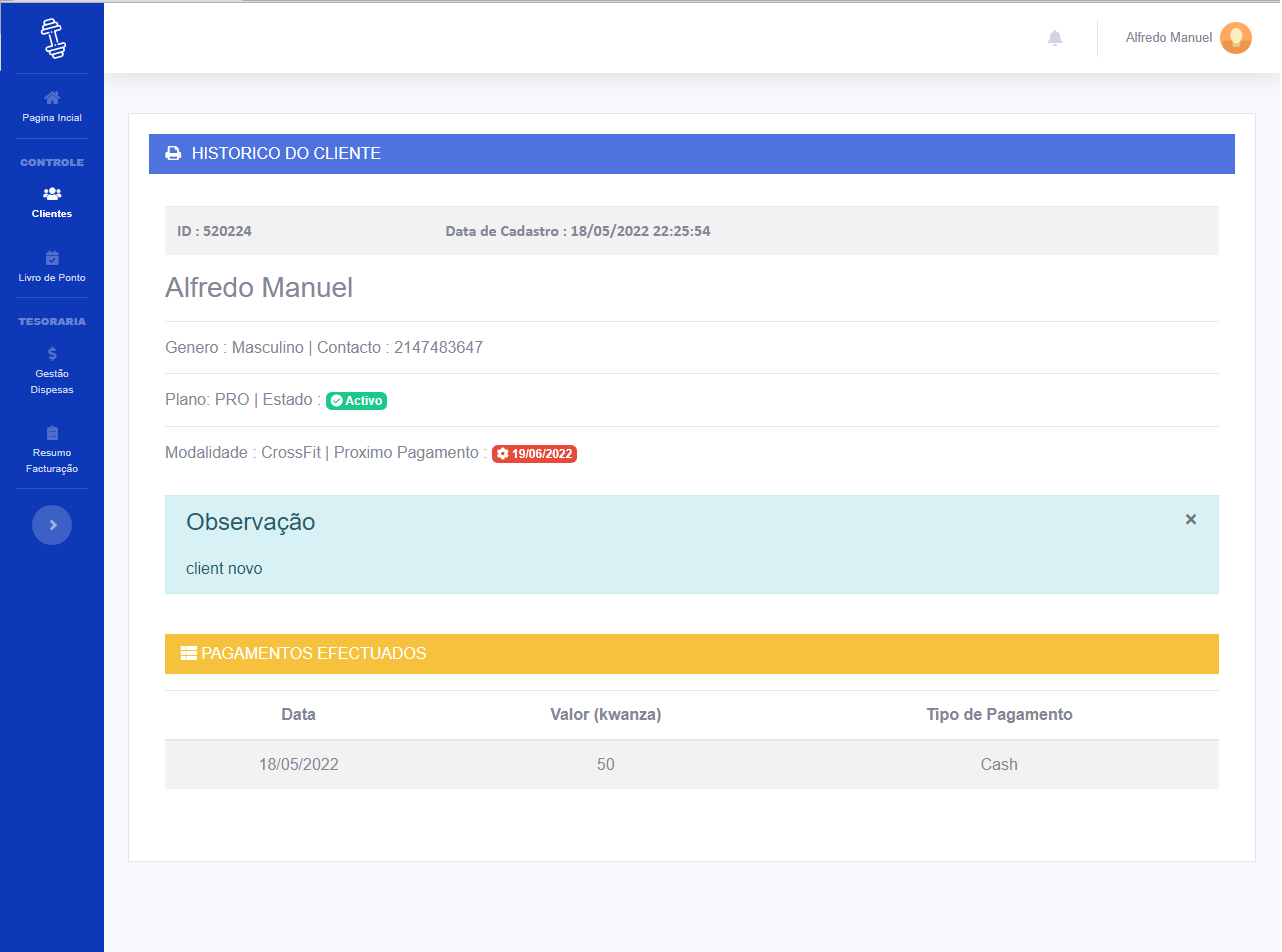 Alfredo Manuel
Pagina Incial
CONTROLE
Clientes
Livro de Ponto
TESORARIA
Gestão
Dispesas
Resumo
Facturação
HISTORICO DO CLIENTE
ID : 520224 Data de Cadastro : 18/05/2022 22:25:54
Alfredo Manuel
Genero : Masculino | Contacto : 2147483647
Plano: PRO | Estado : Activo
Modalidade : CrossFit | Proximo Pagamento : 19/06/2022
Observação ×
client novo
PAGAMENTOS EFECTUADOS
Data Valor (kwanza) Tipo de Pagamento
18/05/2022 50 Cash